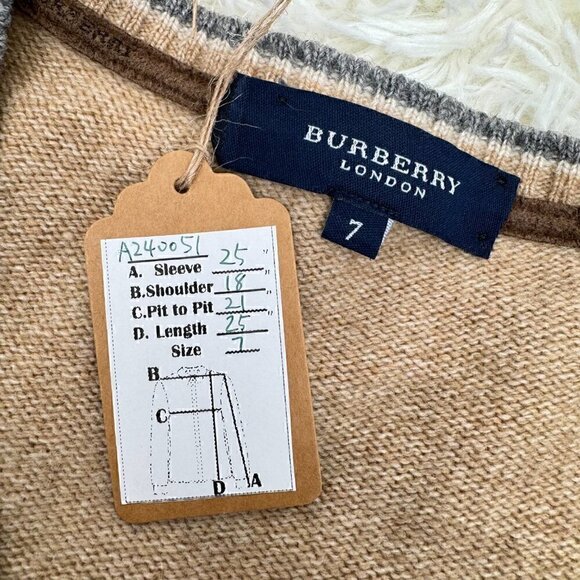 BURBERRY
LONDON
7
A240051
A. Sleeve 25"
B.Shoulder 18"
C.Pit to Pit 21"
D. Length 25"
Size 7
B
C
D A